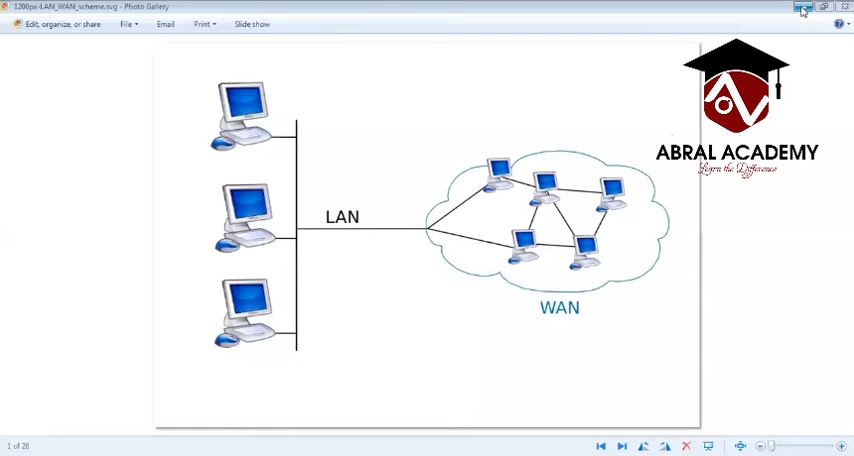 1200px-LAN_WAN_scheme.svg - Photo Gallery
Edit, organize, or share File Email Print Slide show
ABRAL ACADEMY
Learn the Difference
LAN
WAN
1 of 28